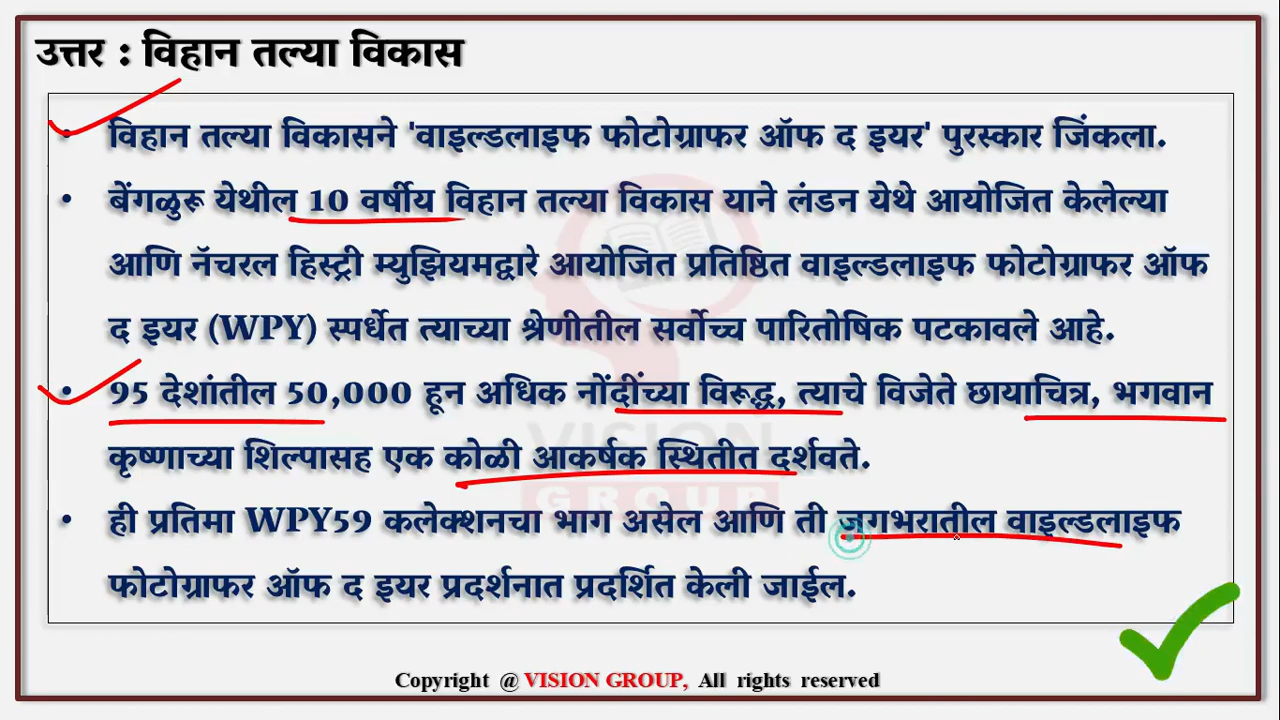 उत्तर : विहान तल्या विकास
• विहान तल्या विकासने 'वाइल्डलाइफ फोटोग्राफर ऑफ द इयर' पुरस्कार जिंकला.
• बेंगळुरू येथील 10 वर्षीय विहान तल्या विकास याने लंडन येथे आयोजित केलेल्या
आणि नॅचरल हिस्ट्री म्युझियमद्वारे आयोजित प्रतिष्ठित वाइल्डलाइफ फोटोग्राफर ऑफ
द इयर (WPY) स्पर्धेत त्याच्या श्रेणीतील सर्वोच्च पारितोषिक पटकावले आहे.
• 95 देशांतील 50,000 हून अधिक नोंदींच्या विरूद्ध, त्याचे विजेते छायाचित्र, भगवान
कृष्णाच्या शिल्पासह एक कोळी आकर्षक स्थितीत दर्शवते.
• ही प्रतिमा WPY59 कलेक्शनचा भाग असेल आणि ती जगभरातील वाइल्डलाइफ
फोटोग्राफर ऑफ द इयर प्रदर्शनात प्रदर्शित केली जाईल.
VISION
GROUP
Copyright @ VISION GROUP, All rights reserved